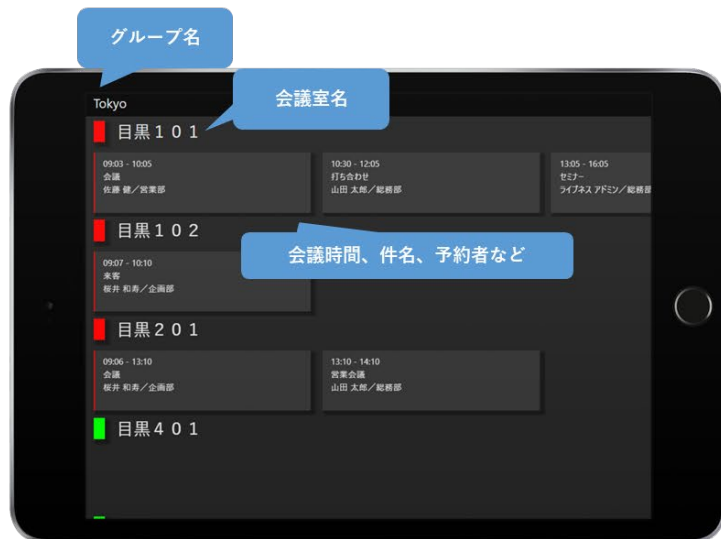 グループ名
会議室名
Tokyo
目黒１０１
09:03 - 10:05
会議
佐藤 健／営業部
10:30 - 12:05
打ち合わせ
山田 太郎／総務部
13:05 - 16:05
セミナー
ライブネス アドミン／総務部
目黒１０２
会議時間、件名、予約者など
09:07 - 10:10
来客
桜井 和寿／企画部
目黒２０１
09:06 - 13:10
会議
桜井 和寿／企画部
13:10 - 14:10
営業会議
山田 太郎／総務部
目黒４０１